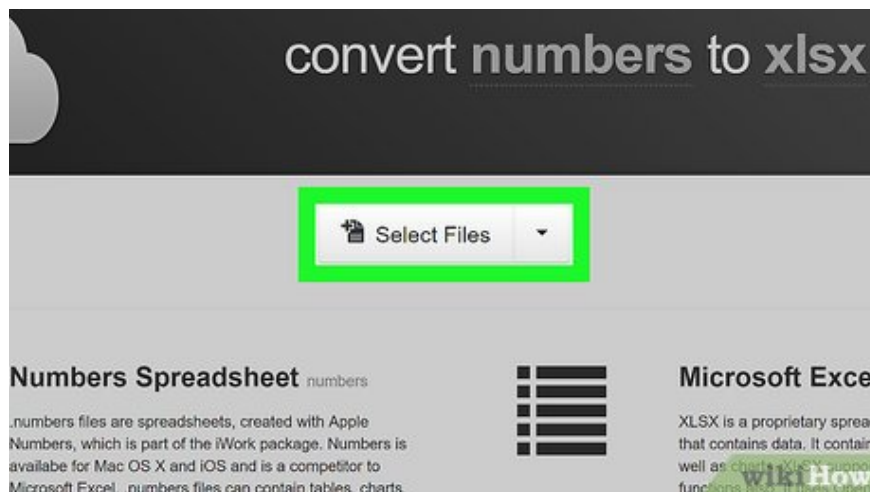 convert numbers to xlsx
Select Files
Numbers Spreadsheet numbers
.numbers files are spreadsheets, created with Apple
Numbers, which is part of the iWork package. Numbers is
availabe for Mac OS X and iOS and is a competitor to
Microsoft Excel. .numbers files can contain tables, charts
Microsoft Exce
XLSX is a proprietary sprea
that contains data. It contain
well as charts. XLSX suppo
functions
wikiHow